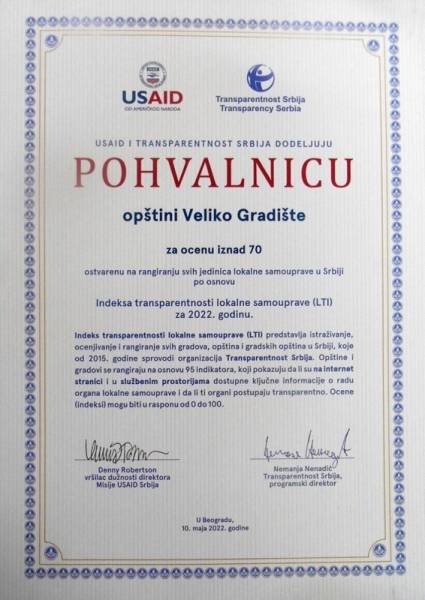 USAID
OD AMERIČKOG NARODA
Transparentnost Srbija
Transparency Serbia
USAID I TRANSPARENTNOST SRBIJA DODELJUJU
POHVALNICU
opštini Veliko Gradište
za ocenu iznad 70
ostvarenu na rangiranju svih jedinica lokalne samouprave u Srbiji
po osnovu
Indeksa transparentnosti lokalne samouprave (LTI)
za 2022. godinu.
Indeks transparentnosti lokalne samouprave (LTI) predstavlja istraživanje,
ocenjivanje i rangiranje svih gradova, opština i gradskih opština u Srbiji, koje
od 2015. godine sprovodi organizacija Transparentnost Srbija. Opštine i
gradovi se rangiraju na osnovu 95 indikatora, koji pokazuju da li su na internet
stranici i u službenim prostorijama dostupne ključne informacije o radu
organa lokalne samouprave i da li ti organi postupaju transparentno. Ocene
(indeksi) mogu biti u rasponu od 0 do 100.
Denny Robertson
vršilac dužnosti direktora
Misije USAID Srbija
Nemanja Nenadić
Transparentnost Srbija,
programski direktor
U Beogradu,
10. maja 2022. godine